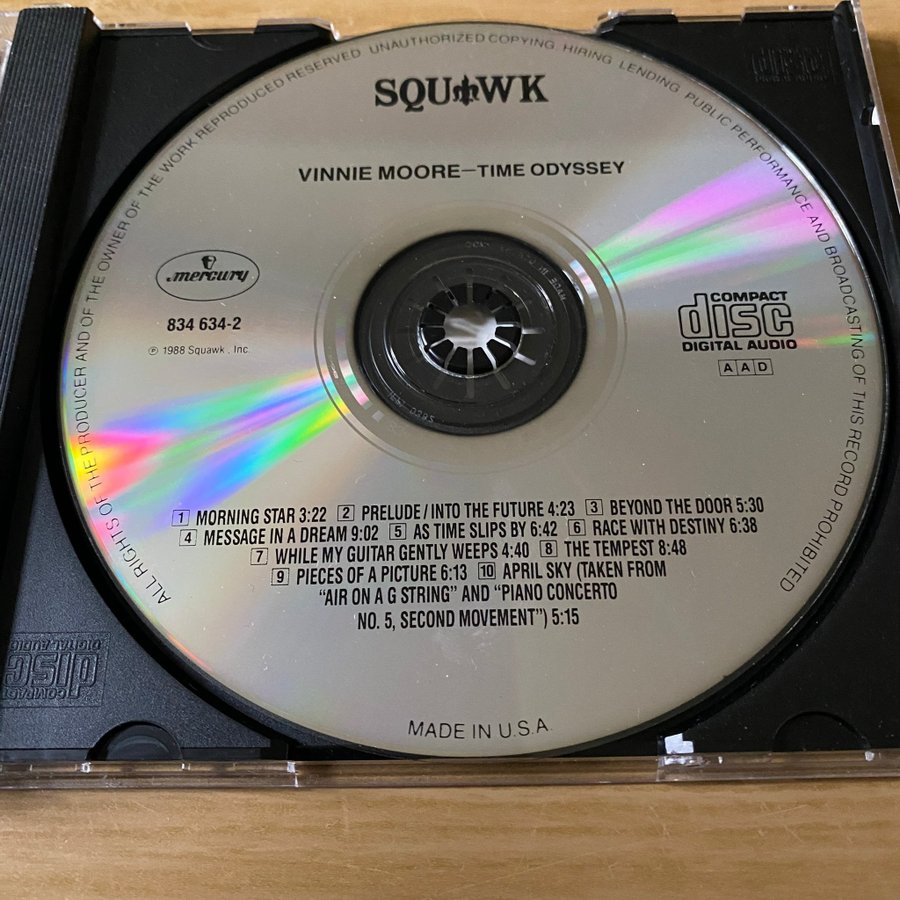 ALL RIGHTS OF THE PRODUCER AND OF THE OWNER OF THE WORK REPRODUCED RESERVED. UNAUTHORIZED COPYING, HIRING, LENDING, PUBLIC PERFORMANCE AND BROADCASTING OF THIS RECORD PROHIBITED
SQUAWK
VINNIE MOORE—TIME ODYSSEY
mercury
834 634-2
℗ 1988 Squawk, Inc.
COMPACT
disc
DIGITAL AUDIO
AAD
1 MORNING STAR 3:22 2 PRELUDE/INTO THE FUTURE 4:23 3 BEYOND THE DOOR 5:30
4 MESSAGE IN A DREAM 9:02 5 AS TIME SLIPS BY 6:42 6 RACE WITH DESTINY 6:38
7 WHILE MY GUITAR GENTLY WEEPS 4:40 8 THE TEMPEST 8:48
9 PIECES OF A PICTURE 6:13 10 APRIL SKY (TAKEN FROM
"AIR ON A G STRING" AND "PIANO CONCERTO
NO. 5, SECOND MOVEMENT") 5:15
MADE IN U.S.A.
COMPACT
disc
DIGITAL AUDIO